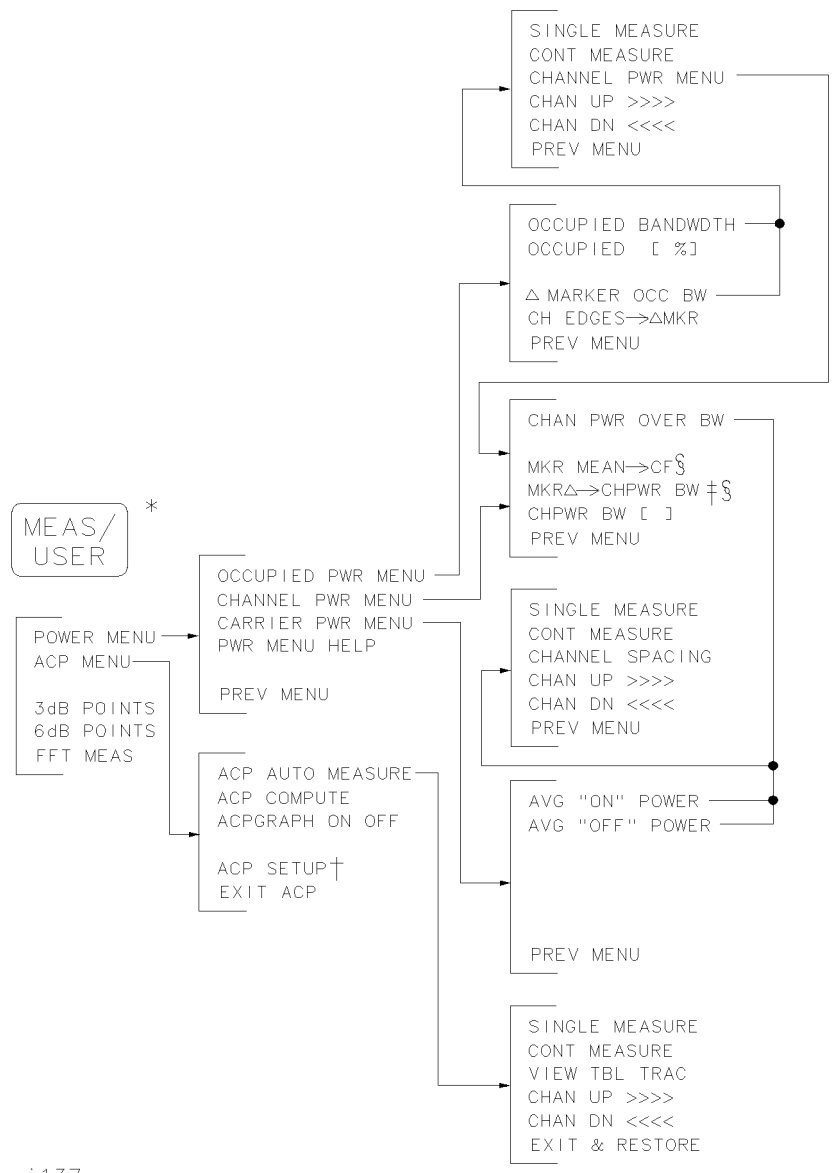 SINGLE MEASURE
CONT MEASURE
CHANNEL PWR MENU
CHAN UP >>>>
CHAN DN <<<<
PREV MENU
OCCUPIED BANDWDTH
OCCUPIED [ %]
△ MARKER OCC BW
CH EDGES→△MKR
PREV MENU
CHAN PWR OVER BW
MKR MEAN→CF§
MKR△→CHPWR BW ‡§
CHPWR BW [ ]
PREV MENU
MEAS/
USER
*
POWER MENU
ACP MENU
3dB POINTS
6dB POINTS
FFT MEAS
OCCUPIED PWR MENU
CHANNEL PWR MENU
CARRIER PWR MENU
PWR MENU HELP
PREV MENU
SINGLE MEASURE
CONT MEASURE
CHANNEL SPACING
CHAN UP >>>>
CHAN DN <<<<
PREV MENU
ACP AUTO MEASURE
ACP COMPUTE
ACPGRAPH ON OFF
ACP SETUP†
EXIT ACP
AVG "ON" POWER
AVG "OFF" POWER
PREV MENU
SINGLE MEASURE
CONT MEASURE
VIEW TBL TRAC
CHAN UP >>>>
CHAN DN <<<<
EXIT & RESTORE